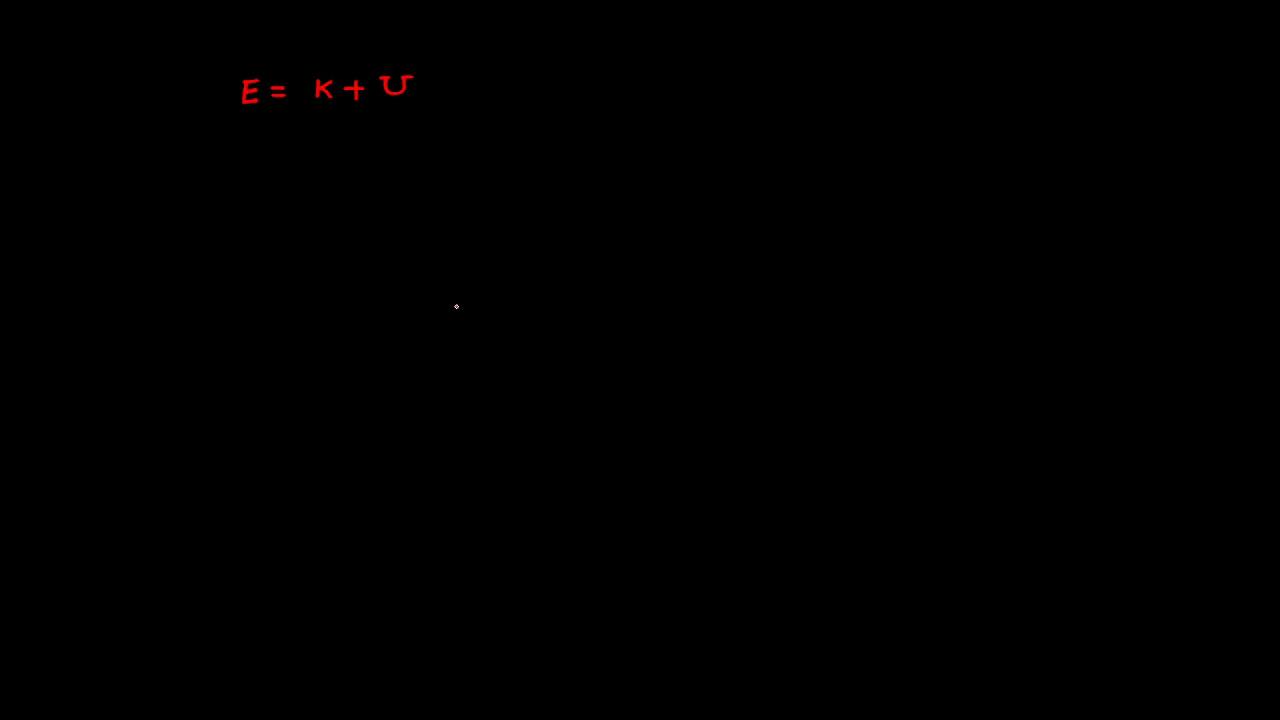 E = K + U